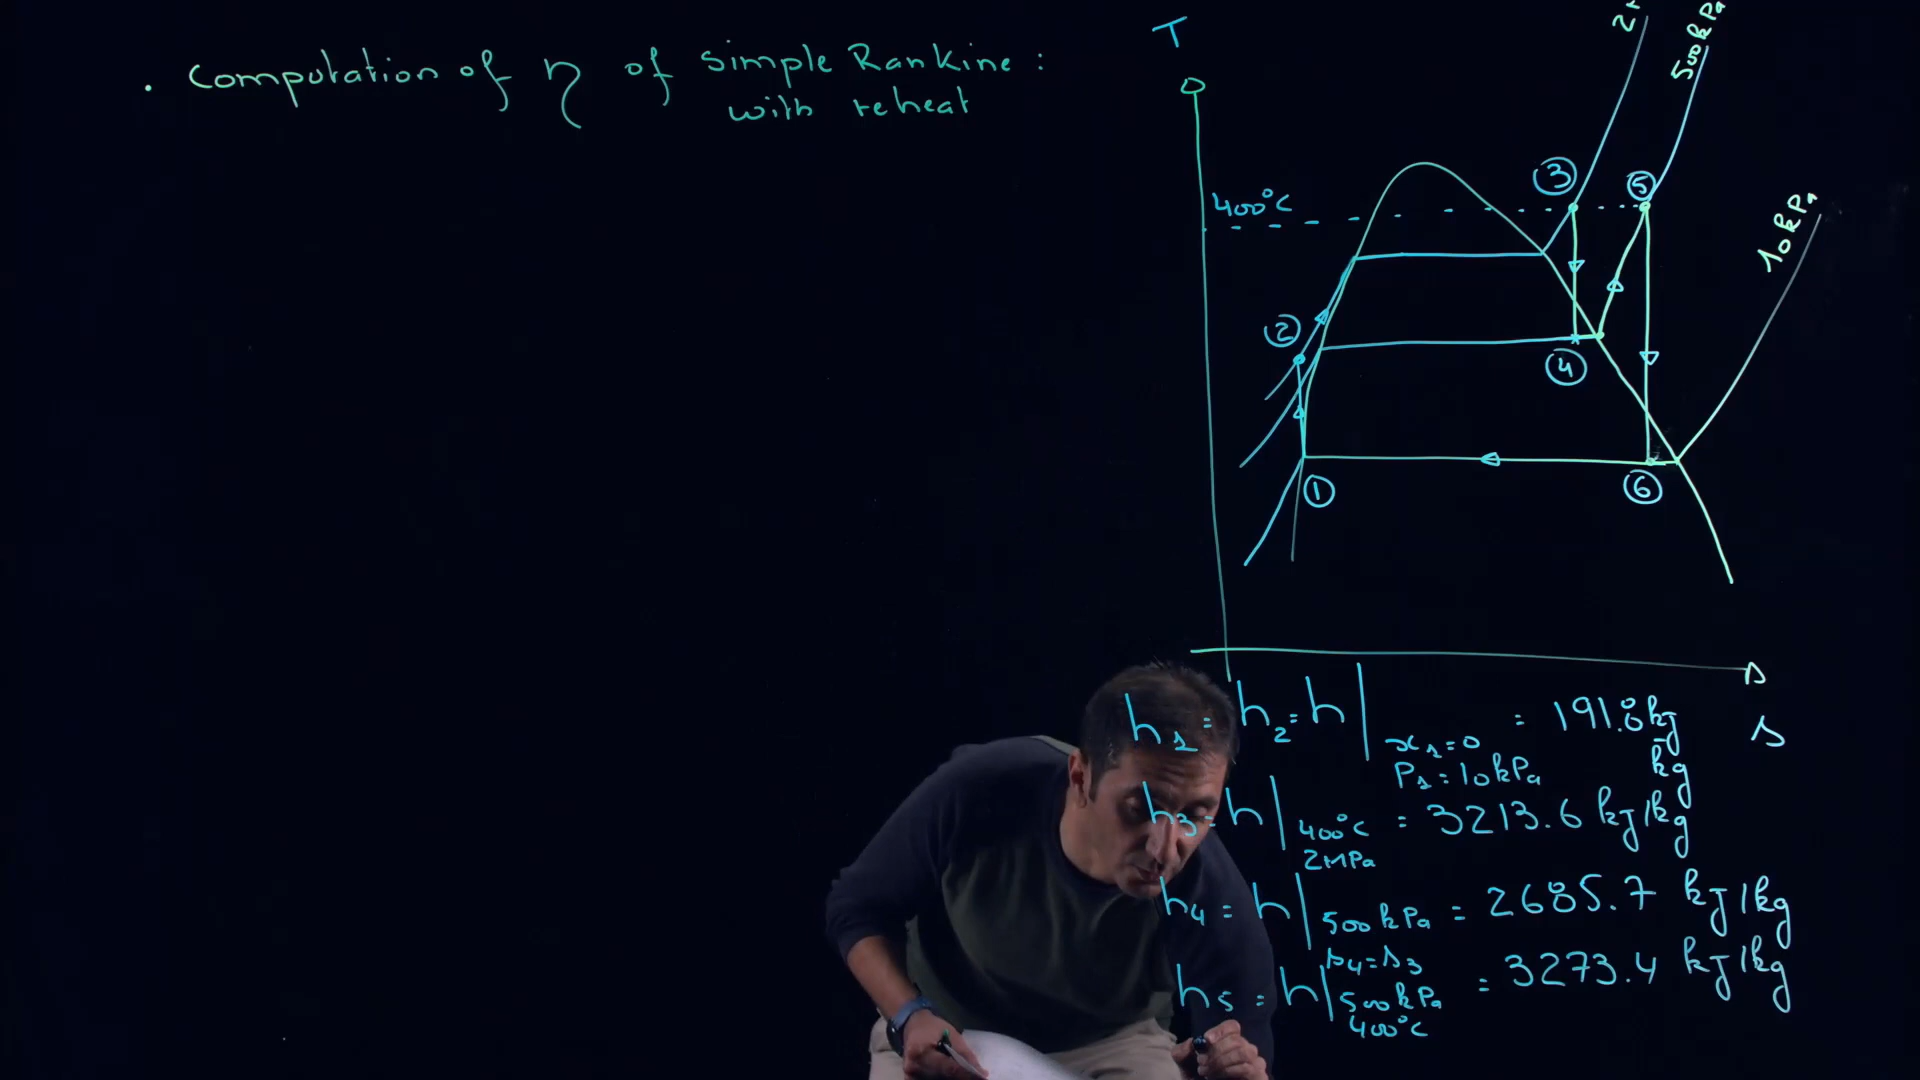 . Computation of η of simple Rankine :
with reheat
T
500kPa
10kPa
400°C
3
5
2
4
1
6
s
h1 = h2 = h | x1=0 P1=10kPa = 191.8 kJ/kg
h3 = h | 400°C 2MPa = 3213.6 kJ/kg
h4 = h | 500kPa s4=s3 = 2685.7 kJ/kg
h5 = h | 500kPa 400°C = 3273.4 kJ/kg